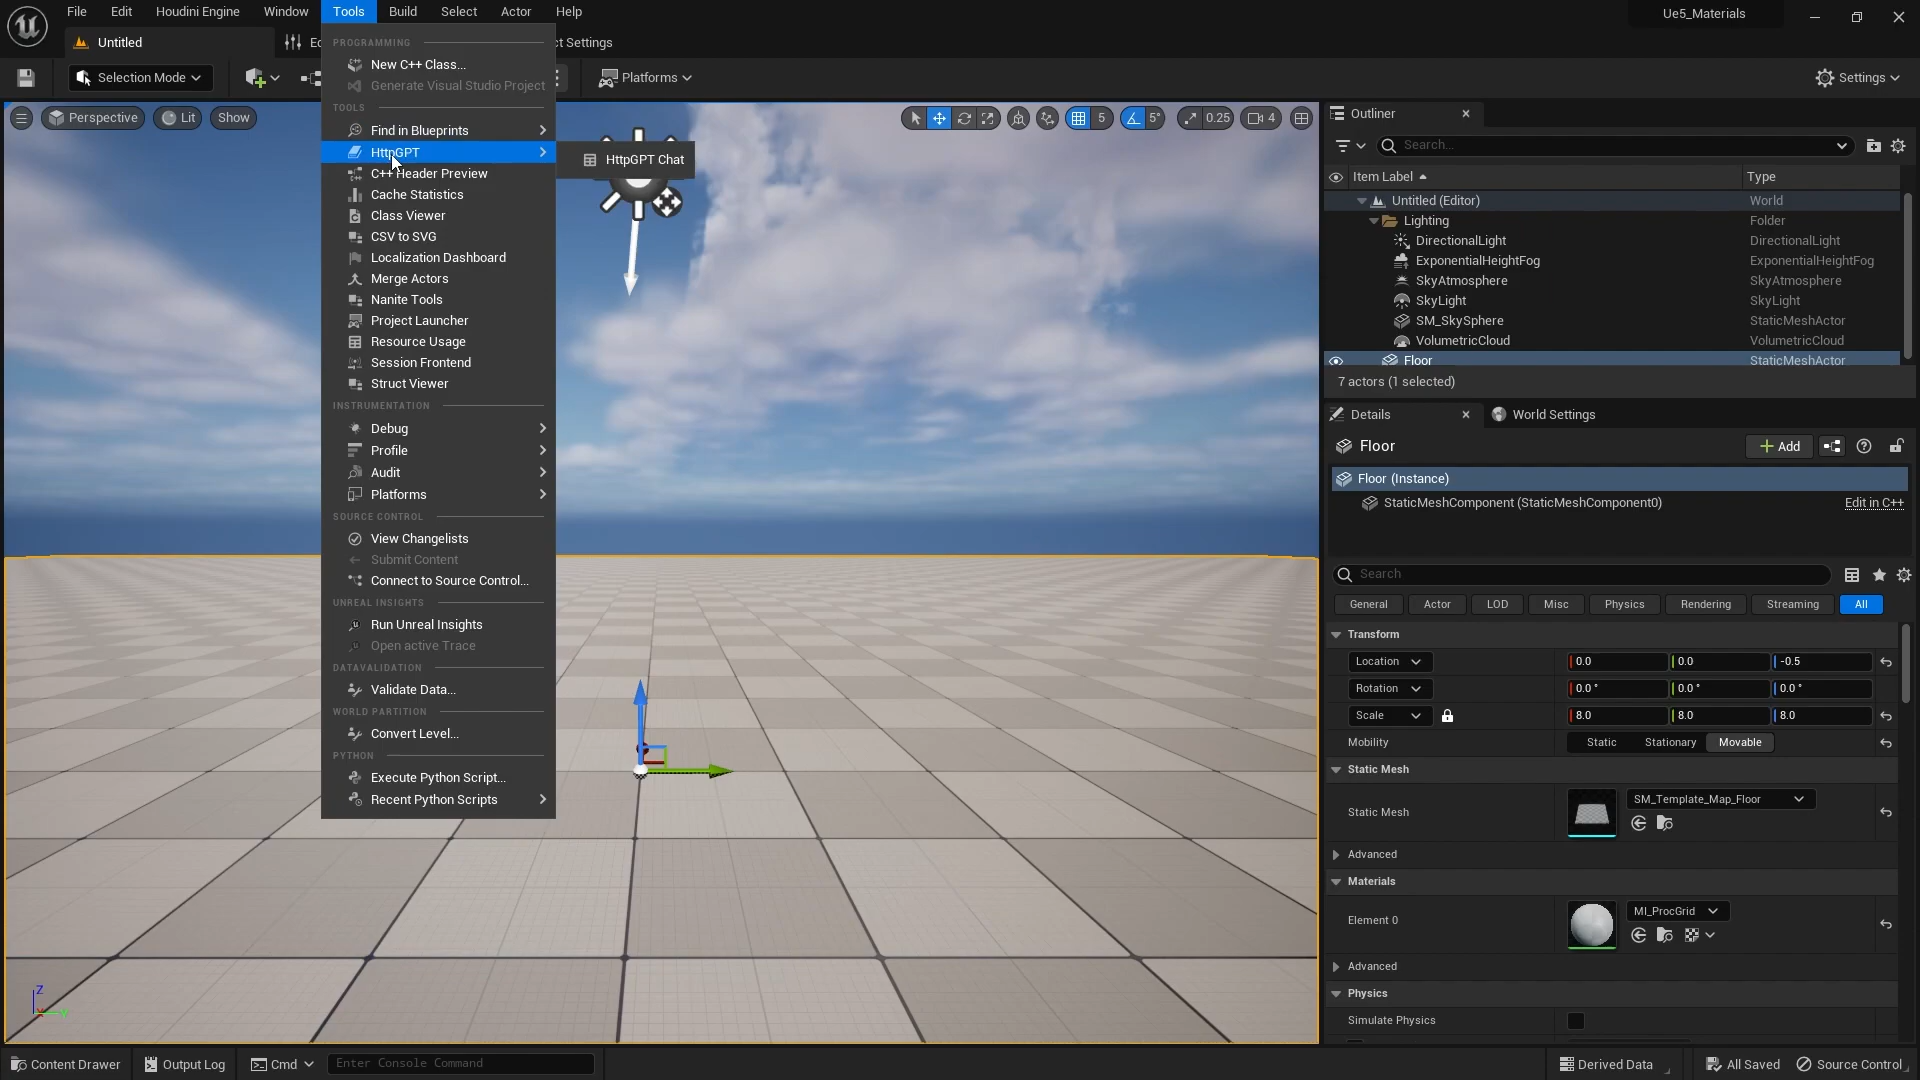 File Edit Houdini Engine Window Tools Build Select Actor Help
Ue5_Materials
Untitled
ct Settings
Selection Mode
Platforms
Settings
Perspective Lit Show
5 5° 0.25 4
PROGRAMMING
New C++ Class...
Generate Visual Studio Project
TOOLS
Find in Blueprints
HttpGPT
HttpGPT Chat
C++ Header Preview
Cache Statistics
Class Viewer
CSV to SVG
Localization Dashboard
Merge Actors
Nanite Tools
Project Launcher
Resource Usage
Session Frontend
Struct Viewer
INSTRUMENTATION
Debug
Profile
Audit
Platforms
SOURCE CONTROL
View Changelists
Submit Content
Connect to Source Control...
UNREAL INSIGHTS
Run Unreal Insights
Open active Trace
DATAVALIDATION
Validate Data...
WORLD PARTITION
Convert Level...
PYTHON
Execute Python Script...
Recent Python Scripts
Z
Outliner
Search...
Item Label Type
Untitled (Editor) World
Lighting Folder
DirectionalLight DirectionalLight
ExponentialHeightFog ExponentialHeightFog
SkyAtmosphere SkyAtmosphere
SkyLight SkyLight
SM_SkySphere StaticMeshActor
VolumetricCloud VolumetricCloud
Floor StaticMeshActor
7 actors (1 selected)
Details World Settings
Floor Add
Floor (Instance)
StaticMeshComponent (StaticMeshComponent0) Edit in C++
Search
General Actor LOD Misc Physics Rendering Streaming All
Transform
Location 0.0 0.0 -0.5
Rotation 0.0 ° 0.0 ° 0.0 °
Scale 8.0 8.0 8.0
Mobility Static Stationary Movable
Static Mesh
Static Mesh SM_Template_Map_Floor
Advanced
Materials
Element 0 MI_ProcGrid
Advanced
Physics
Simulate Physics
Content Drawer Output Log Cmd Enter Console Command Derived Data All Saved Source Control